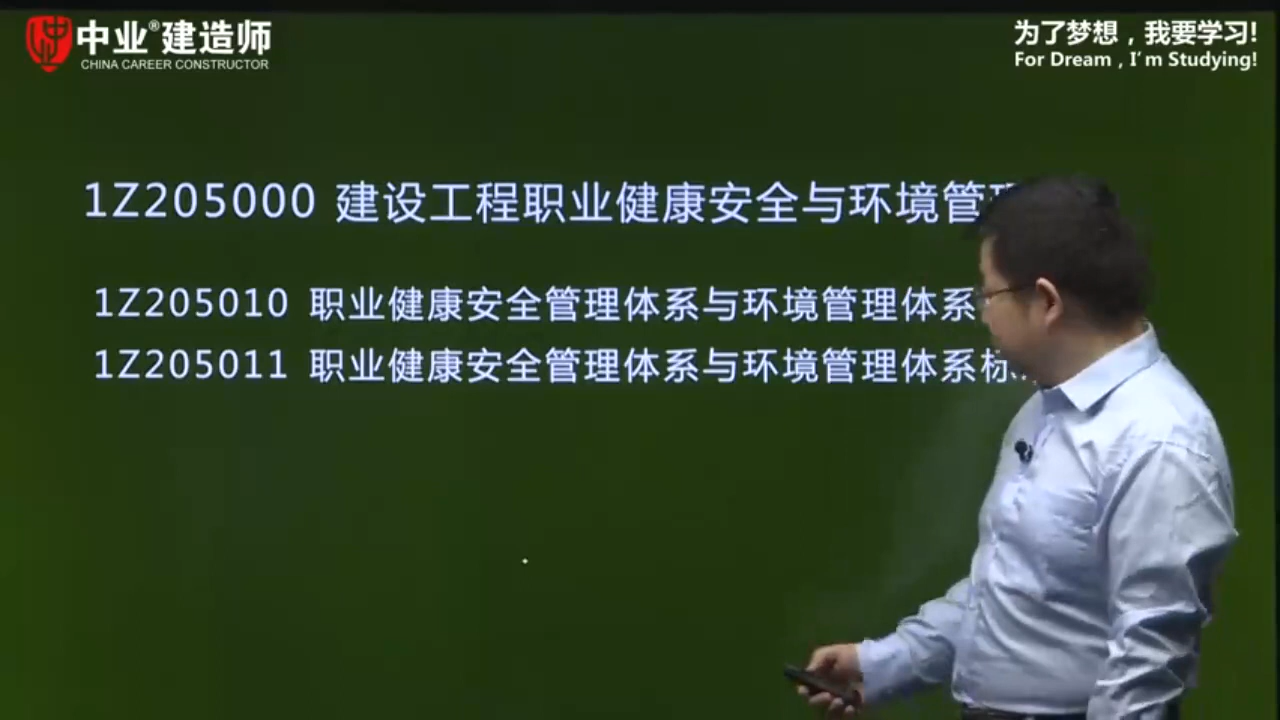 中业®建造师
CHINA CAREER CONSTRUCTOR
为了梦想，我要学习!
For Dream , I'm Studying!
1Z205000 建设工程职业健康安全与环境管理
1Z205010 职业健康安全管理体系与环境管理体系
1Z205011 职业健康安全管理体系与环境管理体系标